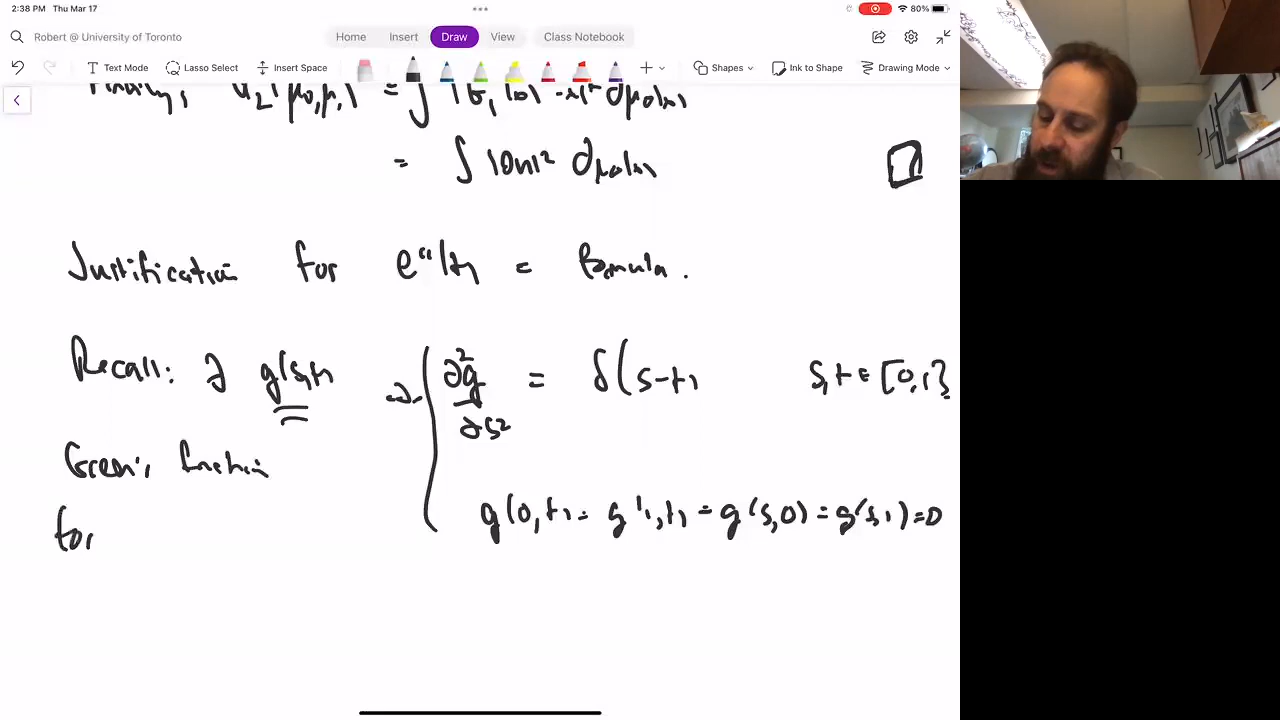 2:38 PM Thu Mar 17
80%
Robert @ University of Toronto
Home Insert Draw View Class Notebook
Text Mode Lasso Select Insert Space Shapes Ink to Shape Drawing Mode
= ∫
= ∫ |θ(x)|² dμ₀(x)
Justification for e''(t) = formula.
Recall: ∃ g(s,t) ∂²g/∂s² = δ(s-t) s,t ∈ [0,1]
Green's function
for
g(0,t) = g(1,t) = g(s,0) = g(s,1) = 0